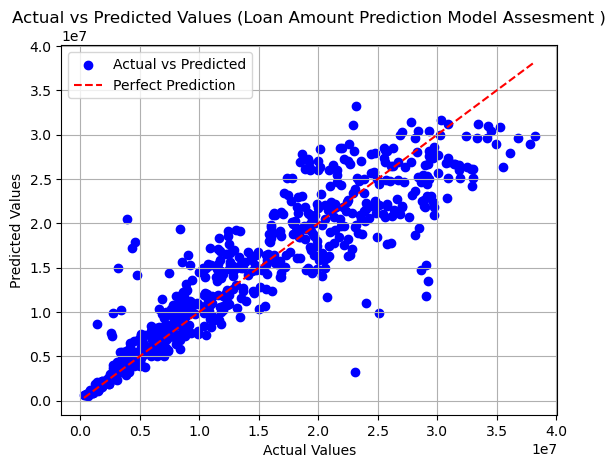 Actual vs Predicted Values (Loan Amount Prediction Model Assesment )
1e7
4.0
3.5
3.0
2.5
2.0
1.5
1.0
0.5
0.0
Predicted Values
Actual vs Predicted
Perfect Prediction
0.0 0.5 1.0 1.5 2.0 2.5 3.0 3.5 4.0
1e7
Actual Values